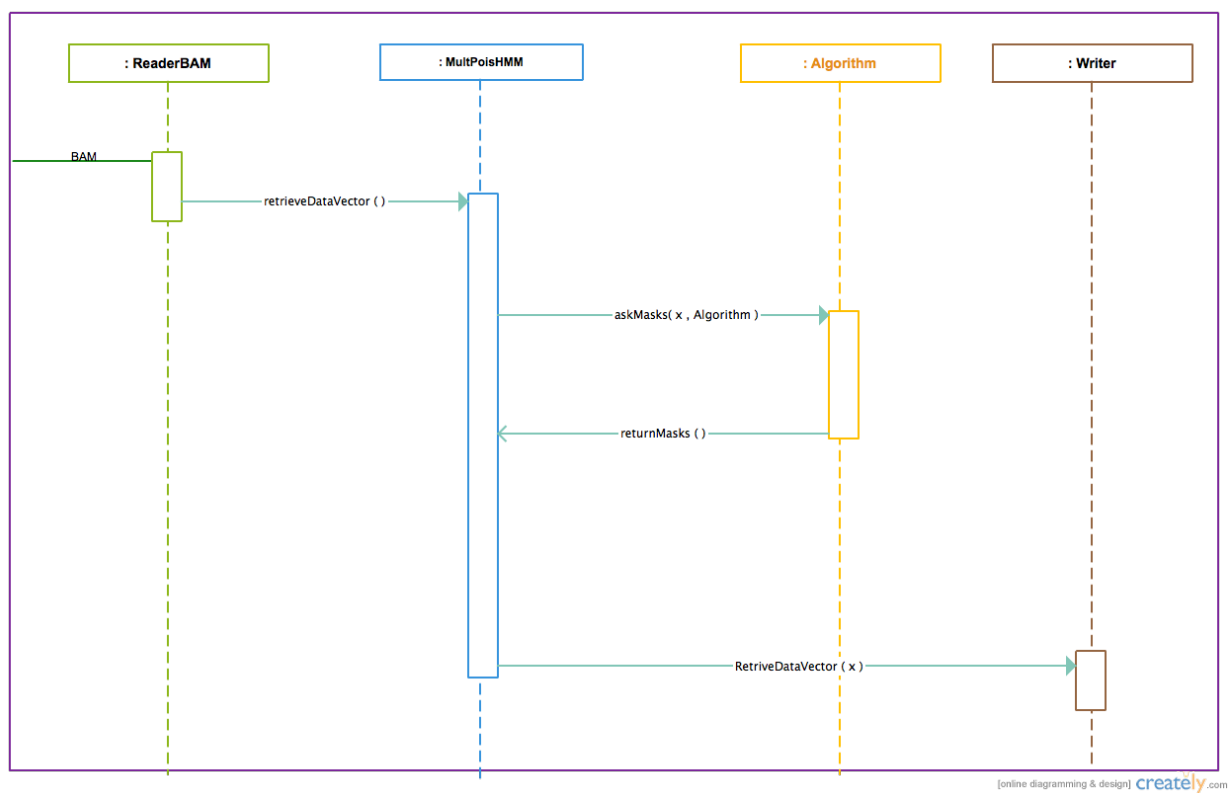 : ReaderBAM
: MultPoisHMM
: Algorithm
: Writer
BAM
retrieveDataVector ( )
askMasks( x , Algorithm )
returnMasks ( )
RetriveDataVector ( x )
[online diagramming & design] creately.com